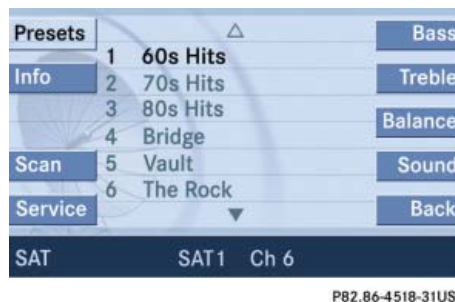 Presets
Info
Scan
Service
1 60s Hits
2 70s Hits
3 80s Hits
4 Bridge
5 Vault
6 The Rock
Bass
Treble
Balance
Sound
Back
SAT SAT1 Ch 6
P82.86-4518-31US